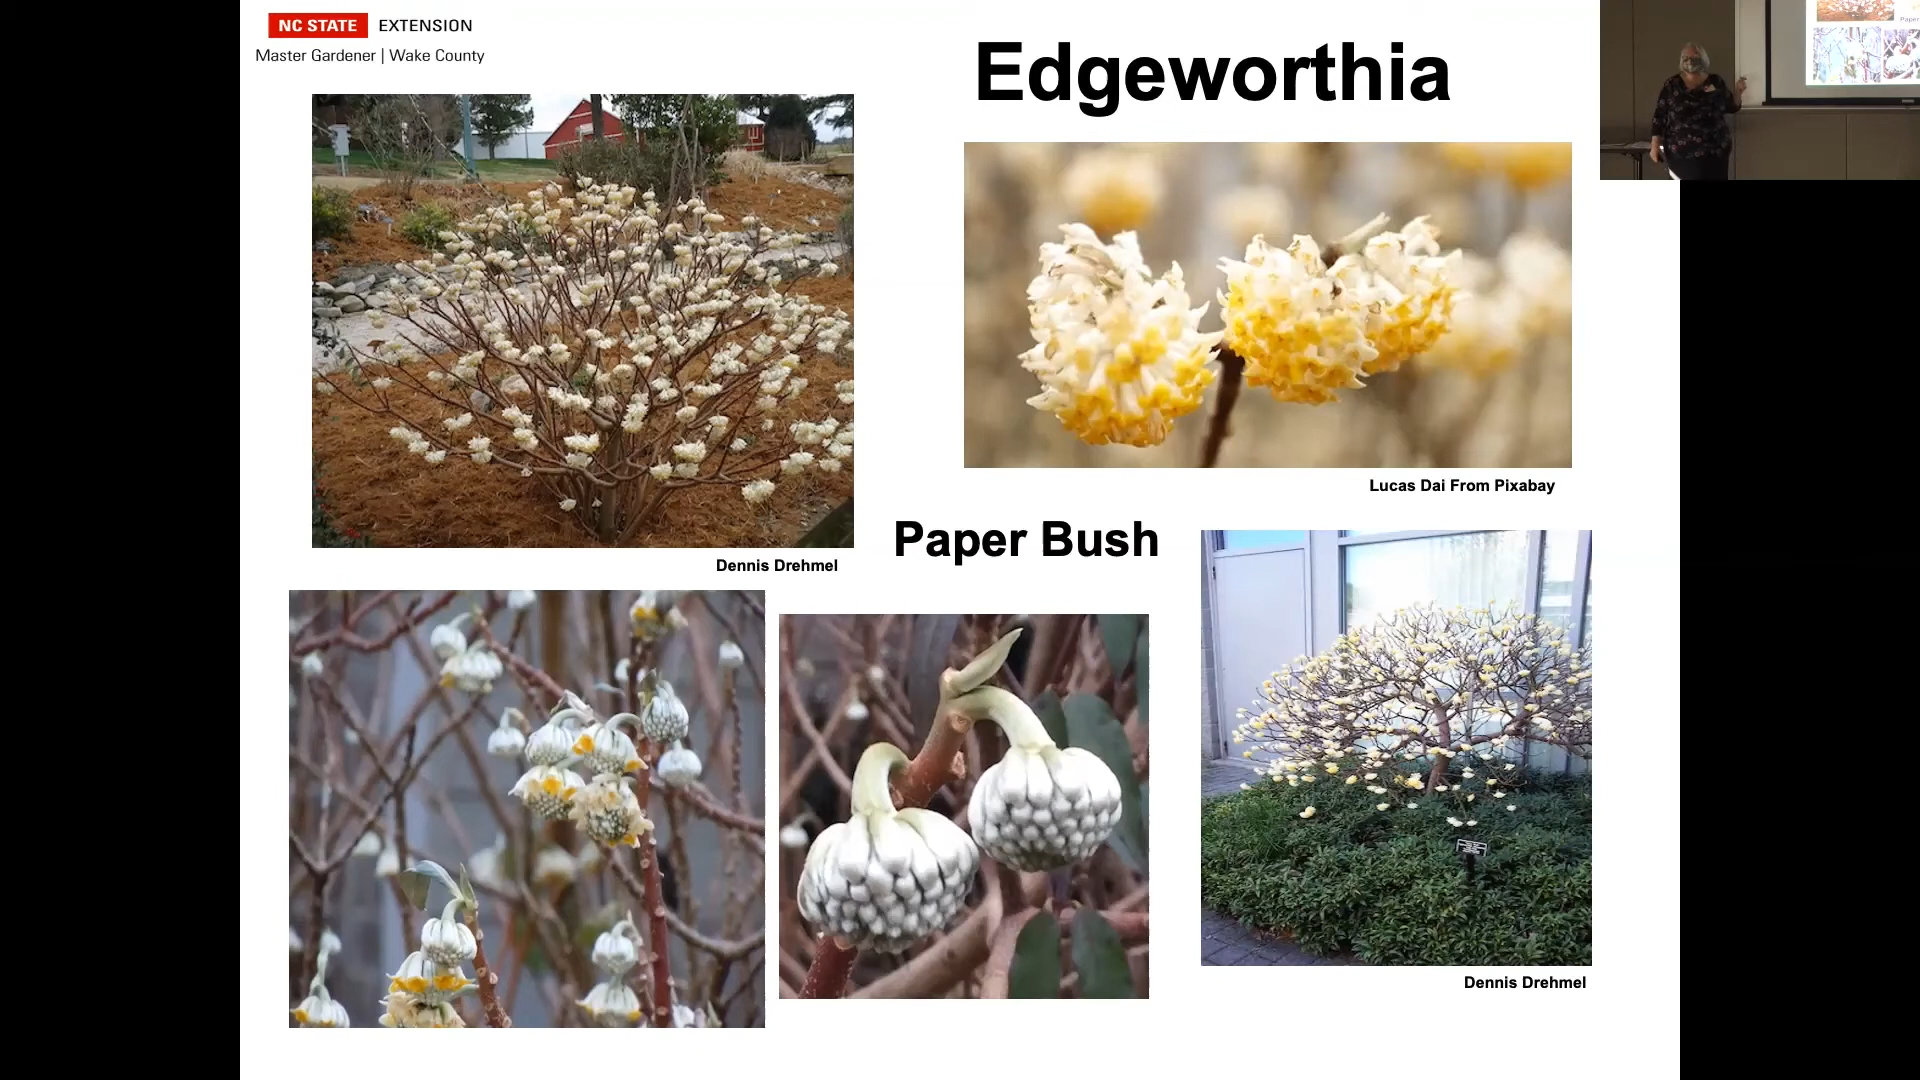 NC STATE EXTENSION
Master Gardener | Wake County
Edgeworthia
Lucas Dai From Pixabay
Paper Bush
Dennis Drehmel
Dennis Drehmel